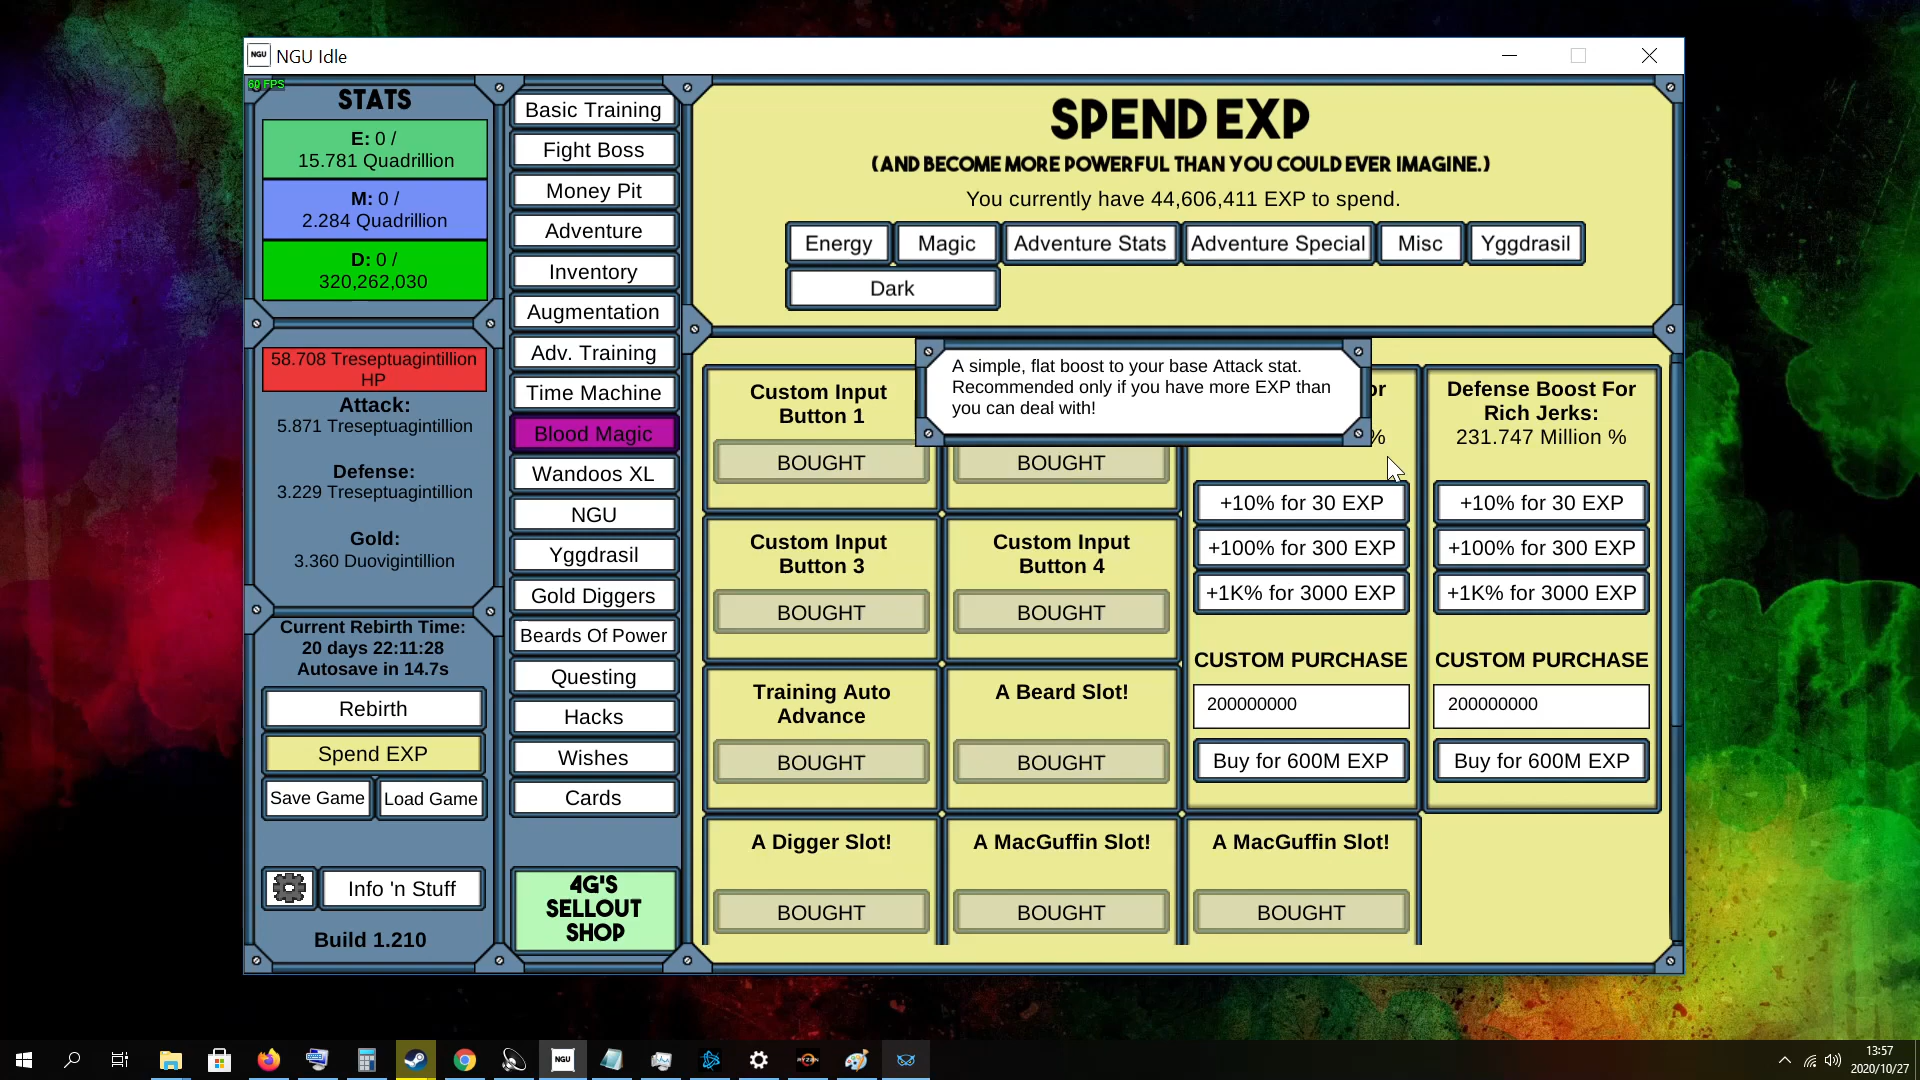 NGU
NGU Idle
60 FPS
STATS
E: 0 /
15.781 Quadrillion
M: 0 /
2.284 Quadrillion
D: 0 /
320,262,030
58.708 Treseptuagintillion
HP
Attack:
5.871 Treseptuagintillion
Defense:
3.229 Treseptuagintillion
Gold:
3.360 Duovigintillion
Current Rebirth Time:
20 days 22:11:28
Autosave in 14.7s
Rebirth
Spend EXP
Save Game
Load Game
Info 'n Stuff
Build 1.210
Basic Training
Fight Boss
Money Pit
Adventure
Inventory
Augmentation
Adv. Training
Time Machine
Blood Magic
Wandoos XL
NGU
Yggdrasil
Gold Diggers
Beards Of Power
Questing
Hacks
Wishes
Cards
4G'S
SELLOUT
SHOP
SPEND EXP
(AND BECOME MORE POWERFUL THAN YOU COULD EVER IMAGINE.)
You currently have 44,606,411 EXP to spend.
Energy
Magic
Adventure Stats
Adventure Special
Misc
Yggdrasil
Dark
A simple, flat boost to your base Attack stat.
Recommended only if you have more EXP than
you can deal with!
Custom Input
Button 1
BOUGHT
BOUGHT
or
%
+10% for 30 EXP
+100% for 300 EXP
+1K% for 3000 EXP
CUSTOM PURCHASE
200000000
Buy for 600M EXP
Defense Boost For
Rich Jerks:
231.747 Million %
+10% for 30 EXP
+100% for 300 EXP
+1K% for 3000 EXP
CUSTOM PURCHASE
200000000
Buy for 600M EXP
Custom Input
Button 3
BOUGHT
Custom Input
Button 4
BOUGHT
Training Auto
Advance
BOUGHT
A Beard Slot!
BOUGHT
A Digger Slot!
BOUGHT
A MacGuffin Slot!
BOUGHT
A MacGuffin Slot!
BOUGHT
NGU
RYZEN
13:57
2020/10/27